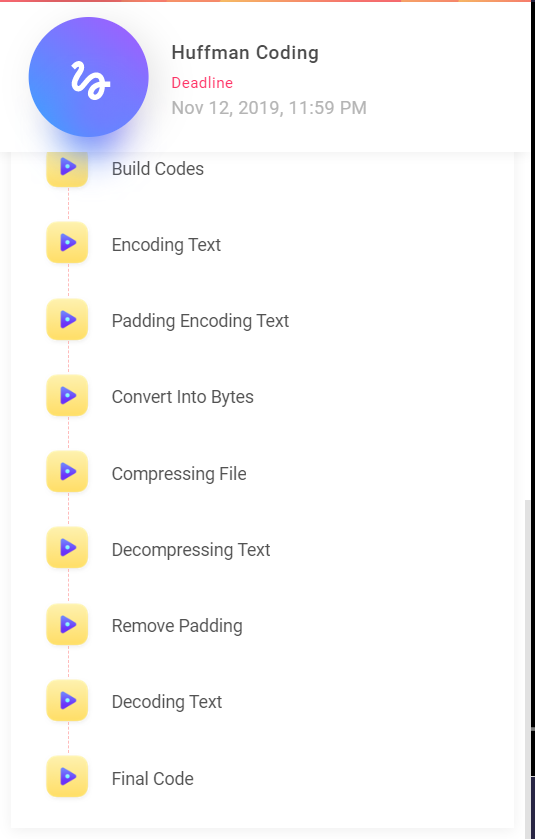 Huffman Coding
Deadline
Nov 12, 2019, 11:59 PM
Build Codes
Encoding Text
Padding Encoding Text
Convert Into Bytes
Compressing File
Decompressing Text
Remove Padding
Decoding Text
Final Code